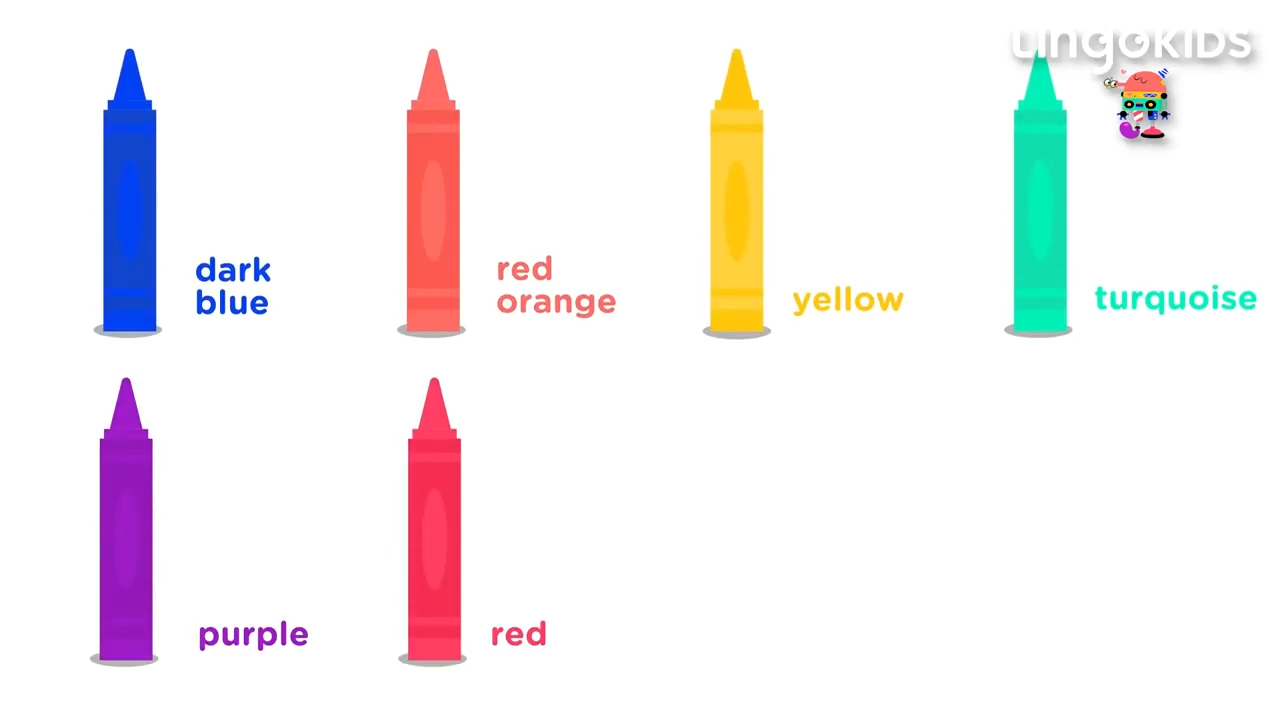 LINGOKIDS
dark
blue
red
orange
yellow
turquoise
purple
red